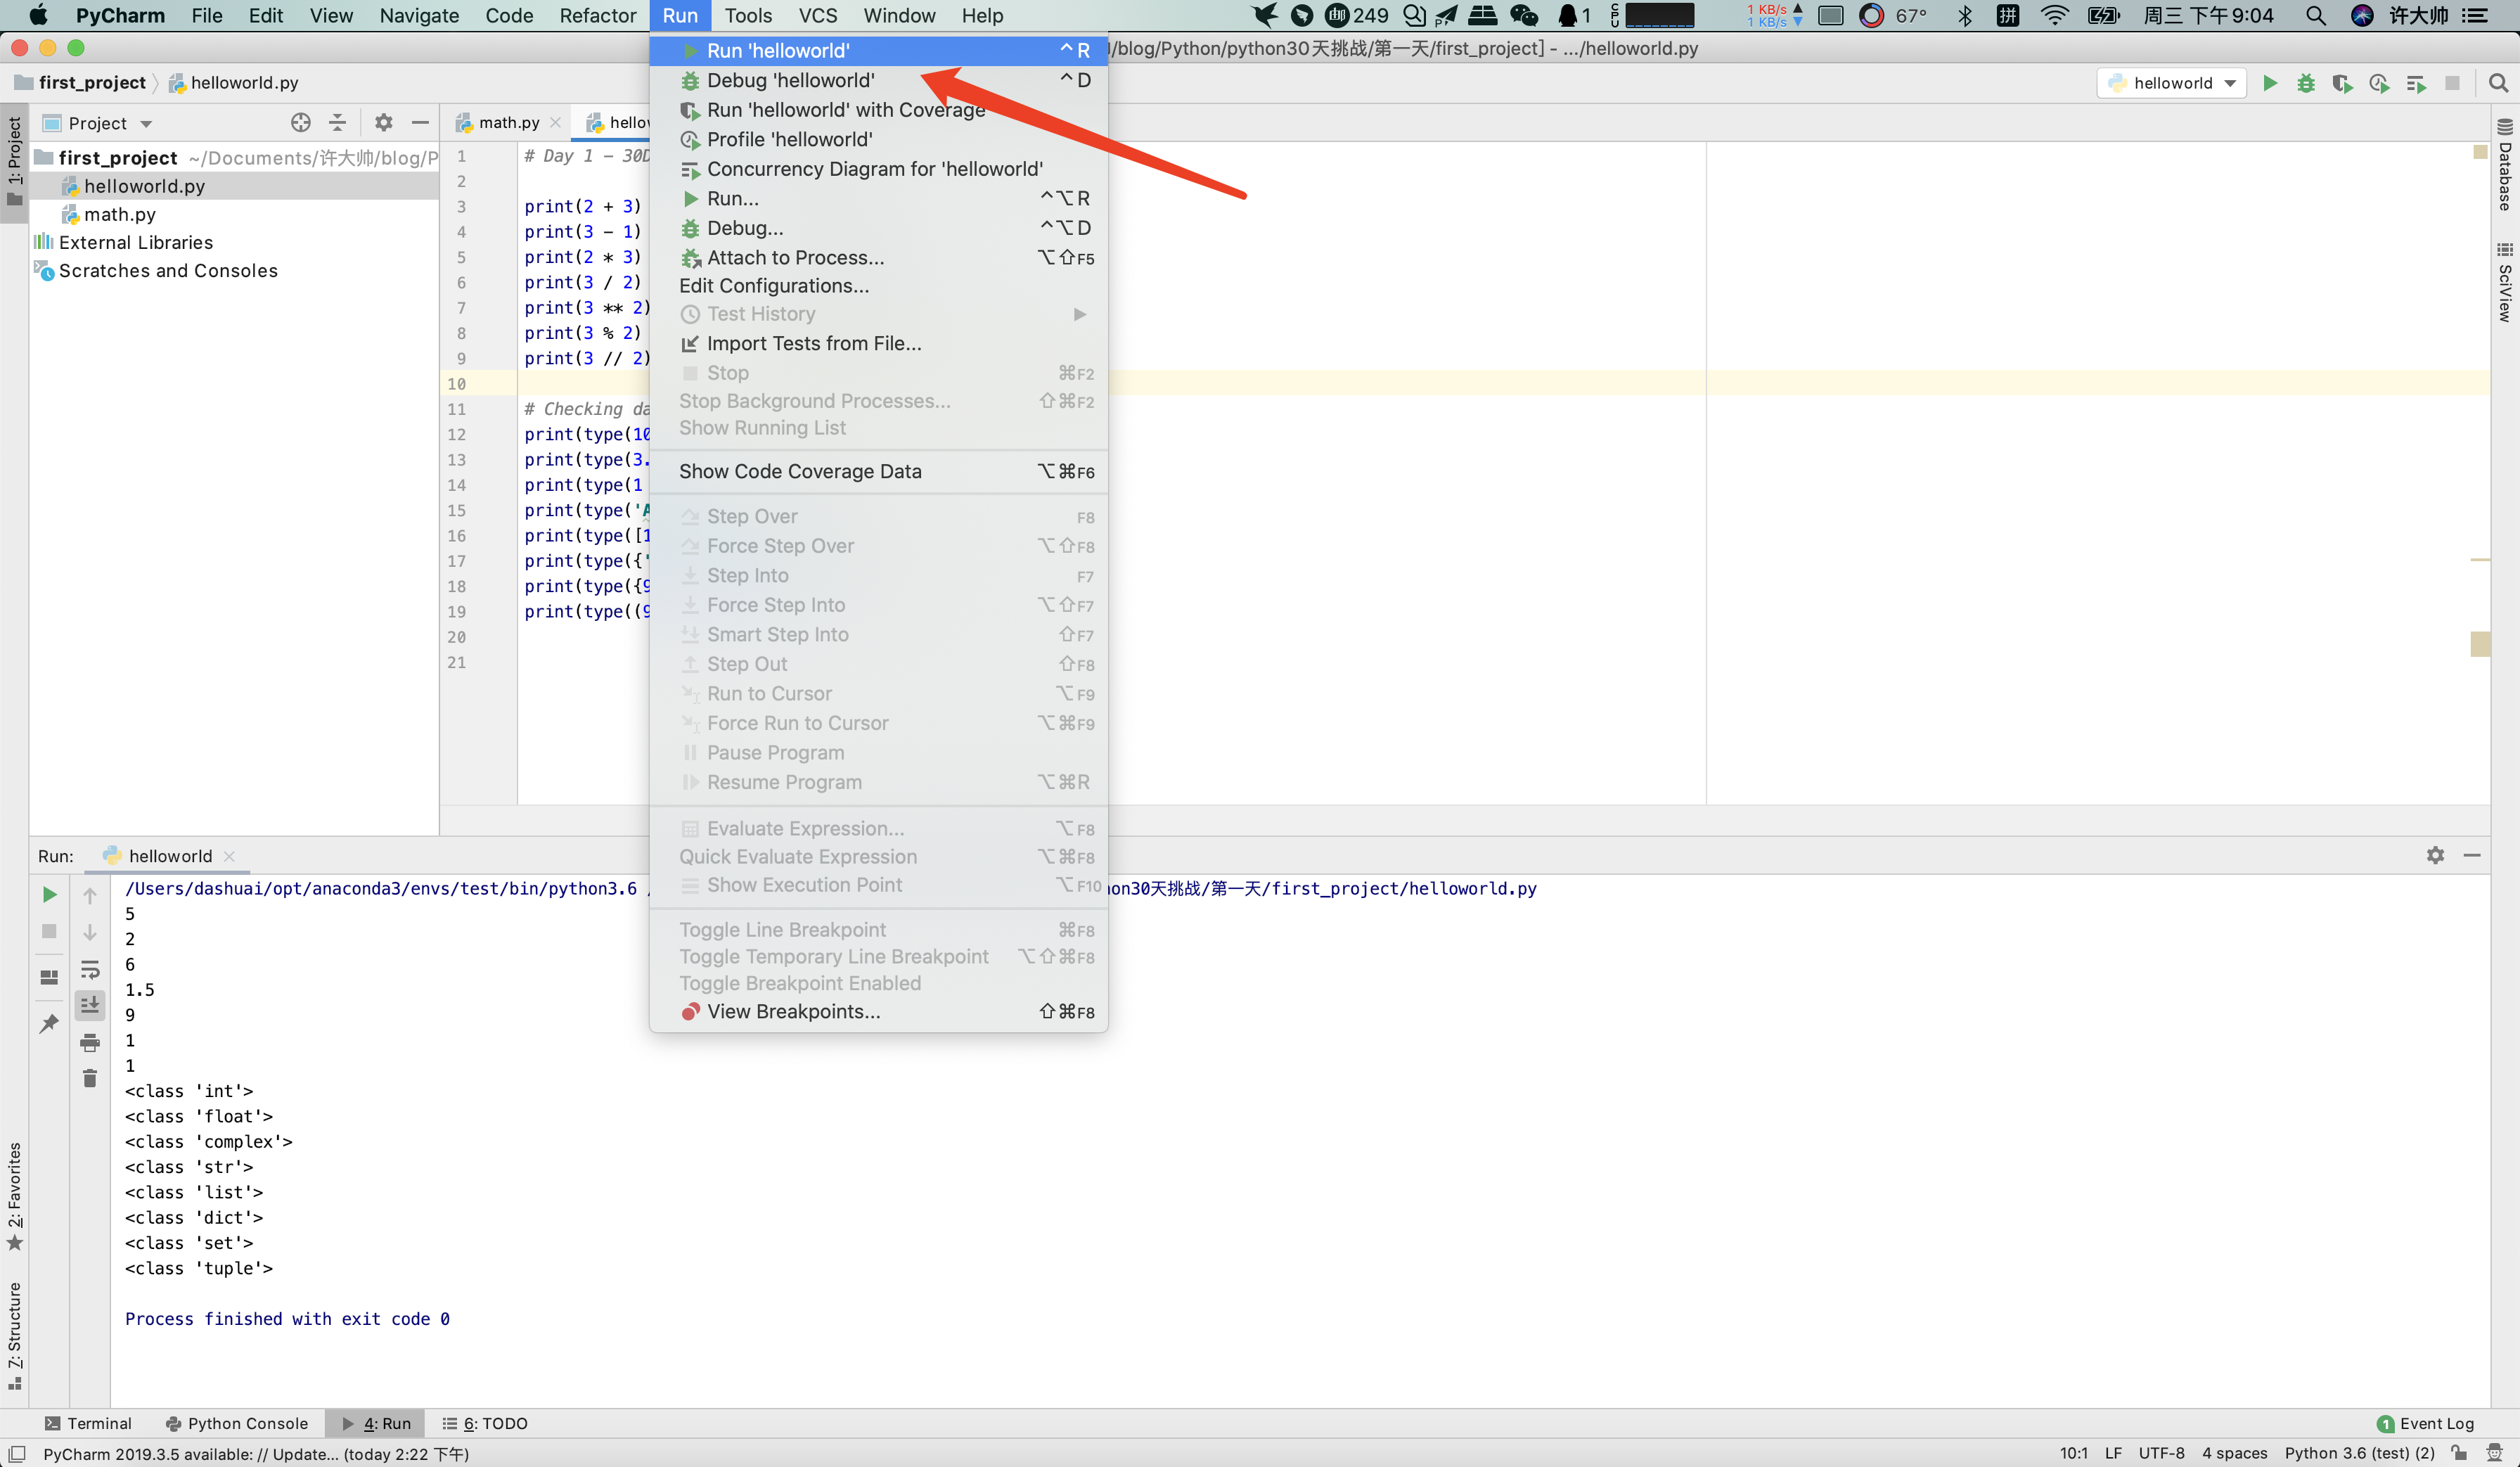 PyCharm File Edit View Navigate Code Refactor Run Tools VCS Window Help 249 1 CPU 1 KB/s 1 KB/s 67° 拼 周三 下午9:04 许大帅
/blog/Python/python30天挑战/第一天/first_project] - .../helloworld.py
first_project helloworld.py helloworld
Project math.py hellow
1: Project
first_project ~/Documents/许大帅/blog/P
helloworld.py
math.py
External Libraries
Scratches and Consoles
1 # Day 1 - 30D
2
3 print(2 + 3)
4 print(3 - 1)
5 print(2 * 3)
6 print(3 / 2)
7 print(3 ** 2)
8 print(3 % 2)
9 print(3 // 2)
10
11 # Checking da
12 print(type(10
13 print(type(3.
14 print(type(1
15 print(type('A
16 print(type([1
17 print(type({'
18 print(type({9
19 print(type((9
20
21
Run 'helloworld' ^R
Debug 'helloworld' ^D
Run 'helloworld' with Coverage
Profile 'helloworld'
Concurrency Diagram for 'helloworld'
Run... ^⌥R
Debug... ^⌥D
Attach to Process... ⌥⇧F5
Edit Configurations...
Test History
Import Tests from File...
Stop ⌘F2
Stop Background Processes... ⇧⌘F2
Show Running List
Show Code Coverage Data ⌥⌘F6
Step Over F8
Force Step Over ⌥⇧F8
Step Into F7
Force Step Into ⌥⇧F7
Smart Step Into ⇧F7
Step Out ⇧F8
Run to Cursor ⌥F9
Force Run to Cursor ⌥⌘F9
Pause Program
Resume Program ⌥⌘R
Evaluate Expression... ⌥F8
Quick Evaluate Expression ⌥⌘F8
Show Execution Point ⌥F10
Toggle Line Breakpoint ⌘F8
Toggle Temporary Line Breakpoint ⌥⇧⌘F8
Toggle Breakpoint Enabled
View Breakpoints... ⇧⌘F8
Database
SciView
Run: helloworld
/Users/dashuai/opt/anaconda3/envs/test/bin/python3.6 / on30天挑战/第一天/first_project/helloworld.py
5
2
6
1.5
9
1
1
<class 'int'>
<class 'float'>
<class 'complex'>
<class 'str'>
<class 'list'>
<class 'dict'>
<class 'set'>
<class 'tuple'>
Process finished with exit code 0
2: Favorites
7: Structure
Terminal Python Console 4: Run 6: TODO 1 Event Log
PyCharm 2019.3.5 available: // Update... (today 2:22 下午) 10:1 LF UTF-8 4 spaces Python 3.6 (test) (2)